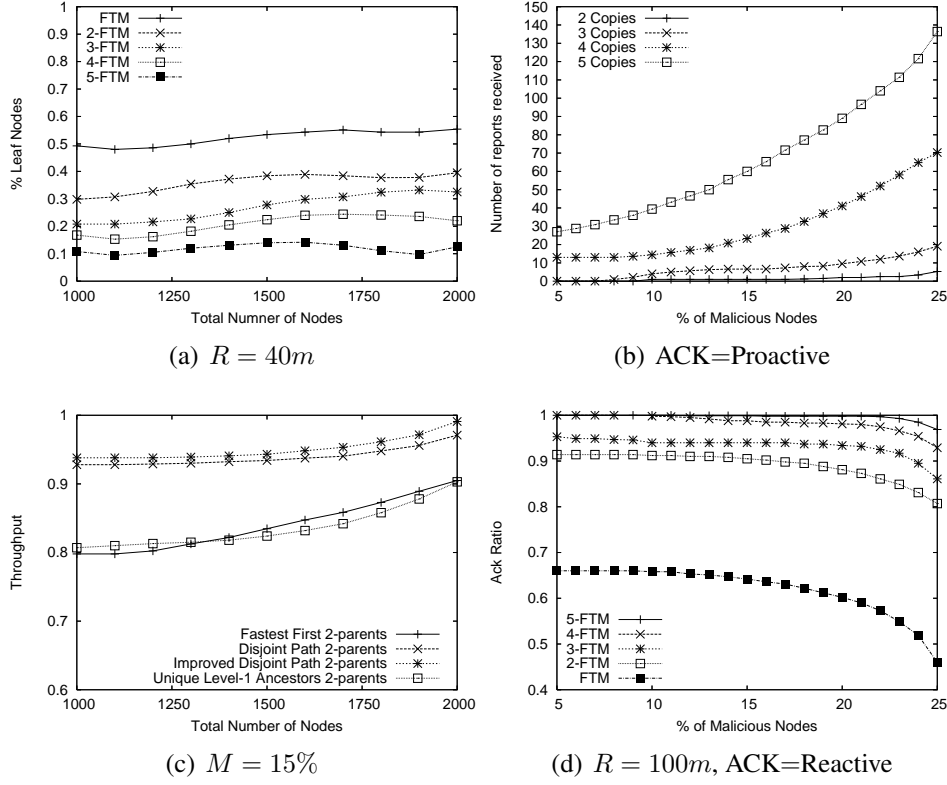 1
0.9
0.8
0.7
0.6
0.5
0.4
0.3
0.2
0.1
0
% Leaf Nodes
FTM
2-FTM
3-FTM
4-FTM
5-FTM
1000 1250 1500 1750 2000
Total Numner of Nodes
(a) R = 40m
150
140
130
120
110
100
90
80
70
60
50
40
30
20
10
0
Number of reports received
2 Copies
3 Copies
4 Copies
5 Copies
5 10 15 20 25
% of Malicious Nodes
(b) ACK=Proactive
1
0.9
0.8
0.7
0.6
Throughput
Fastest First 2-parents
Disjoint Path 2-parents
Improved Disjoint Path 2-parents
Unique Level-1 Ancestors 2-parents
1000 1250 1500 1750 2000
Total Number of Nodes
(c) M = 15%
1
0.9
0.8
0.7
0.6
0.5
0.4
Ack Ratio
5-FTM
4-FTM
3-FTM
2-FTM
FTM
5 10 15 20 25
% of Malicious Nodes
(d) R = 100m, ACK=Reactive